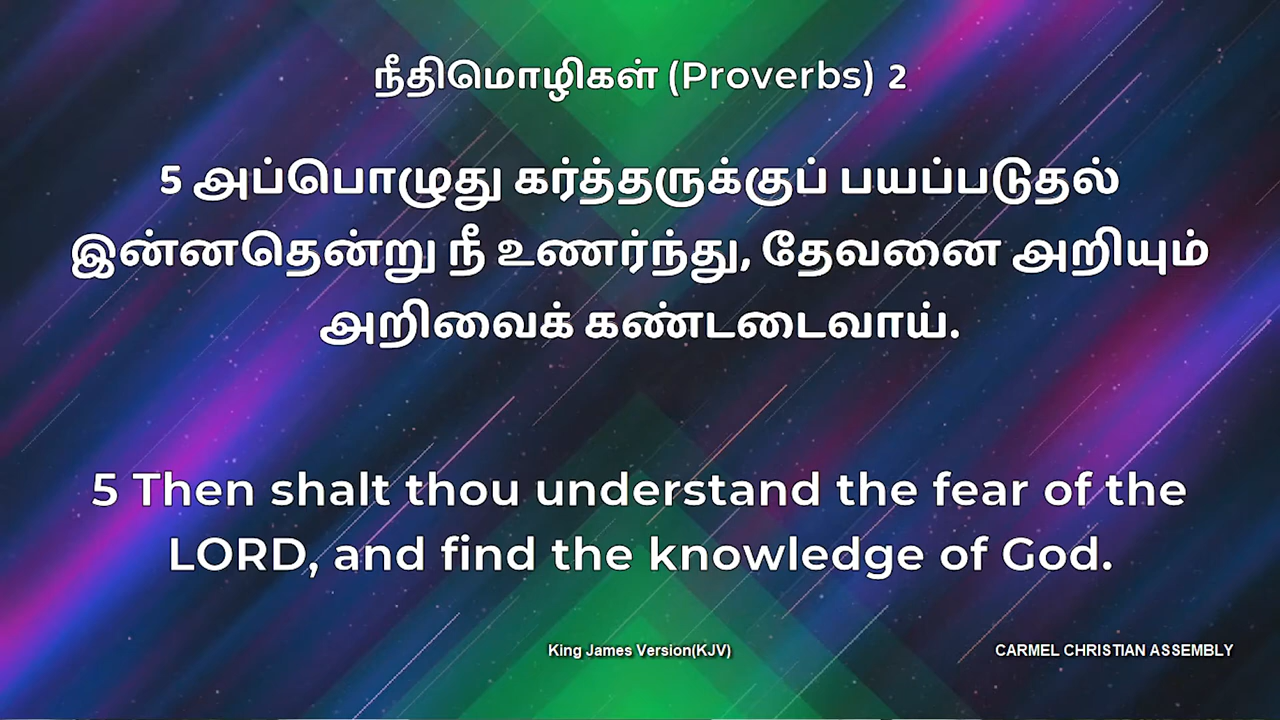 நீதிமொழிகள் (Proverbs) 2
5 அப்பொழுது கர்த்தருக்குப் பயப்படுதல்
இன்னதென்று நீ உணர்ந்து, தேவனை அறியும்
அறிவைக் கண்டடைவாய்.
5 Then shalt thou understand the fear of the
LORD, and find the knowledge of God.
King James Version(KJV)
CARMEL CHRISTIAN ASSEMBLY